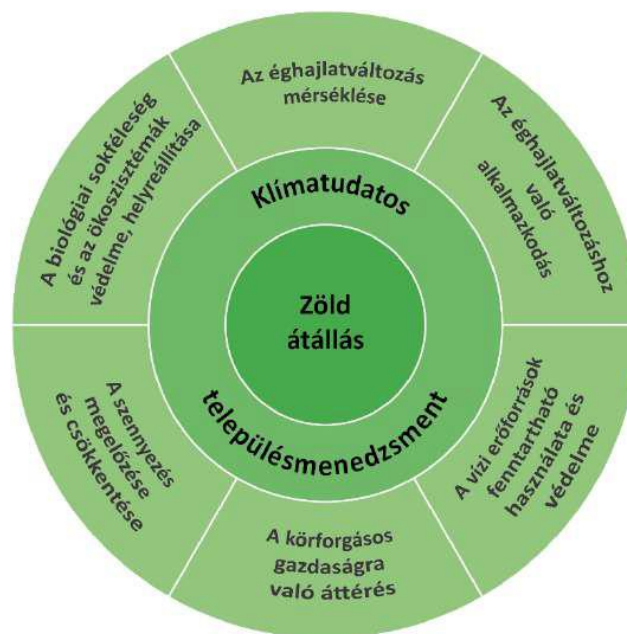 Az éghajlatváltozás
mérséklése
Az éghajlatváltozáshoz
való
alkalmazkodás
A vízi erőforrások
fenntartható
használata és
védelme
A körforgásos
gazdaságra
való áttérés
A szennyezés
megelőzése
és csökkentése
A biológiai sokféleség
és az ökoszisztémák
védelme, helyreállítása
Klímatudatos
településmenedzsment
Zöld
átállás